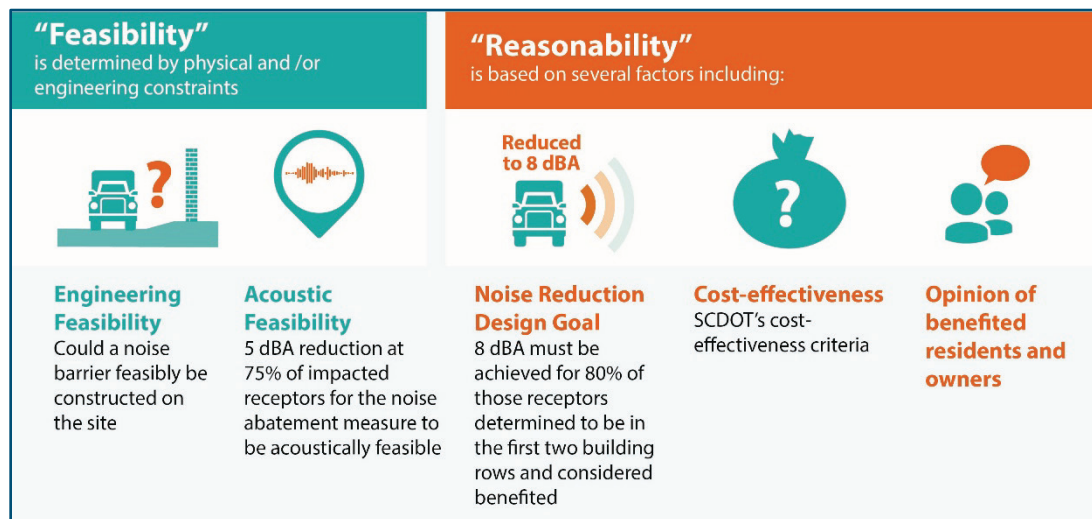 “Feasibility”
is determined by physical and /or
engineering constraints
“Reasonability”
is based on several factors including:
?
Reduced
to 8 dBA
?
Engineering
Feasibility
Could a noise
barrier feasibly be
constructed on
the site
Acoustic
Feasibility
5 dBA reduction at
75% of impacted
receptors for the noise
abatement measure to
be acoustically feasible
Noise Reduction
Design Goal
8 dBA must be
achieved for 80% of
those receptors
determined to be in
the first two building
rows and considered
benefited
Cost-effectiveness
SCDOT’s cost-
effectiveness criteria
Opinion of
benefited
residents and
owners